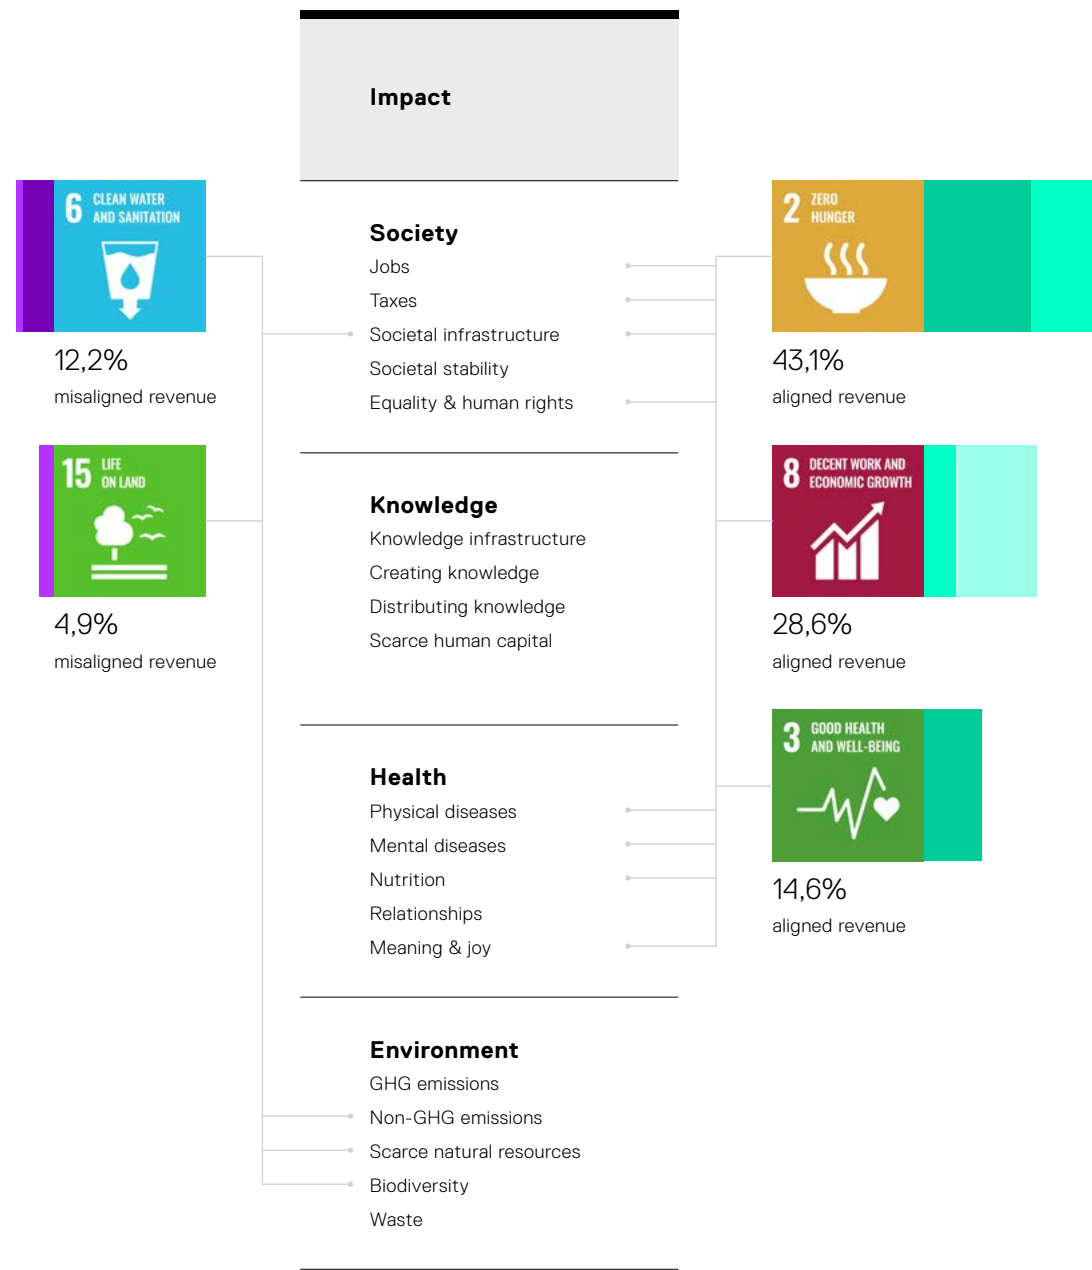 Impact
6 CLEAN WATER
AND SANITATION
12,2%
misaligned revenue
15 LIFE
ON LAND
4,9%
misaligned revenue
Society
Jobs
Taxes
Societal infrastructure
Societal stability
Equality & human rights
Knowledge
Knowledge infrastructure
Creating knowledge
Distributing knowledge
Scarce human capital
Health
Physical diseases
Mental diseases
Nutrition
Relationships
Meaning & joy
Environment
GHG emissions
Non-GHG emissions
Scarce natural resources
Biodiversity
Waste
2 ZERO
HUNGER
43,1%
aligned revenue
8 DECENT WORK AND
ECONOMIC GROWTH
28,6%
aligned revenue
3 GOOD HEALTH
AND WELL-BEING
14,6%
aligned revenue